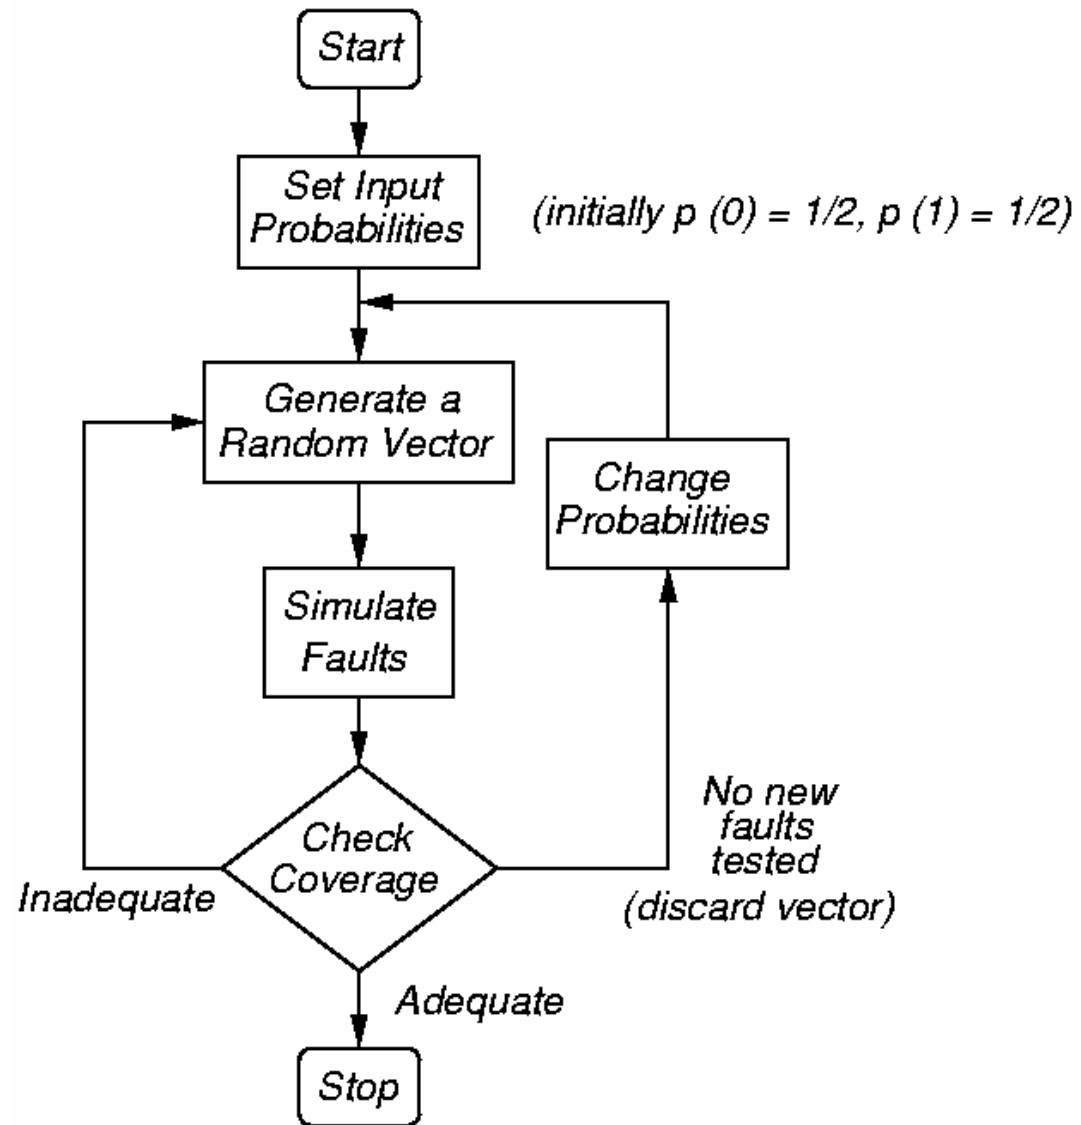 Start
Set Input
Probabilities
(initially p (0) = 1/2, p (1) = 1/2)
Generate a
Random Vector
Change
Probabilities
Simulate
Faults
Check
Coverage
No new
faults
tested
(discard vector)
Inadequate
Adequate
Stop